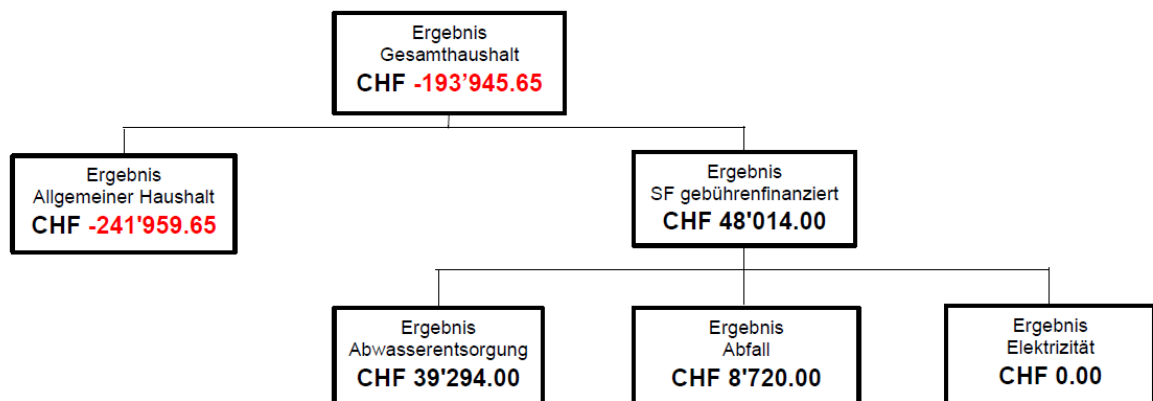 Ergebnis
Gesamthaushalt
CHF -193’945.65
Ergebnis
Allgemeiner Haushalt
CHF -241'959.65
Ergebnis
SF gebührenfinanziert
CHF 48'014.00
Ergebnis
Abwasserentsorgung
CHF 39'294.00
Ergebnis
Abfall
CHF 8'720.00
Ergebnis
Elektrizität
CHF 0.00